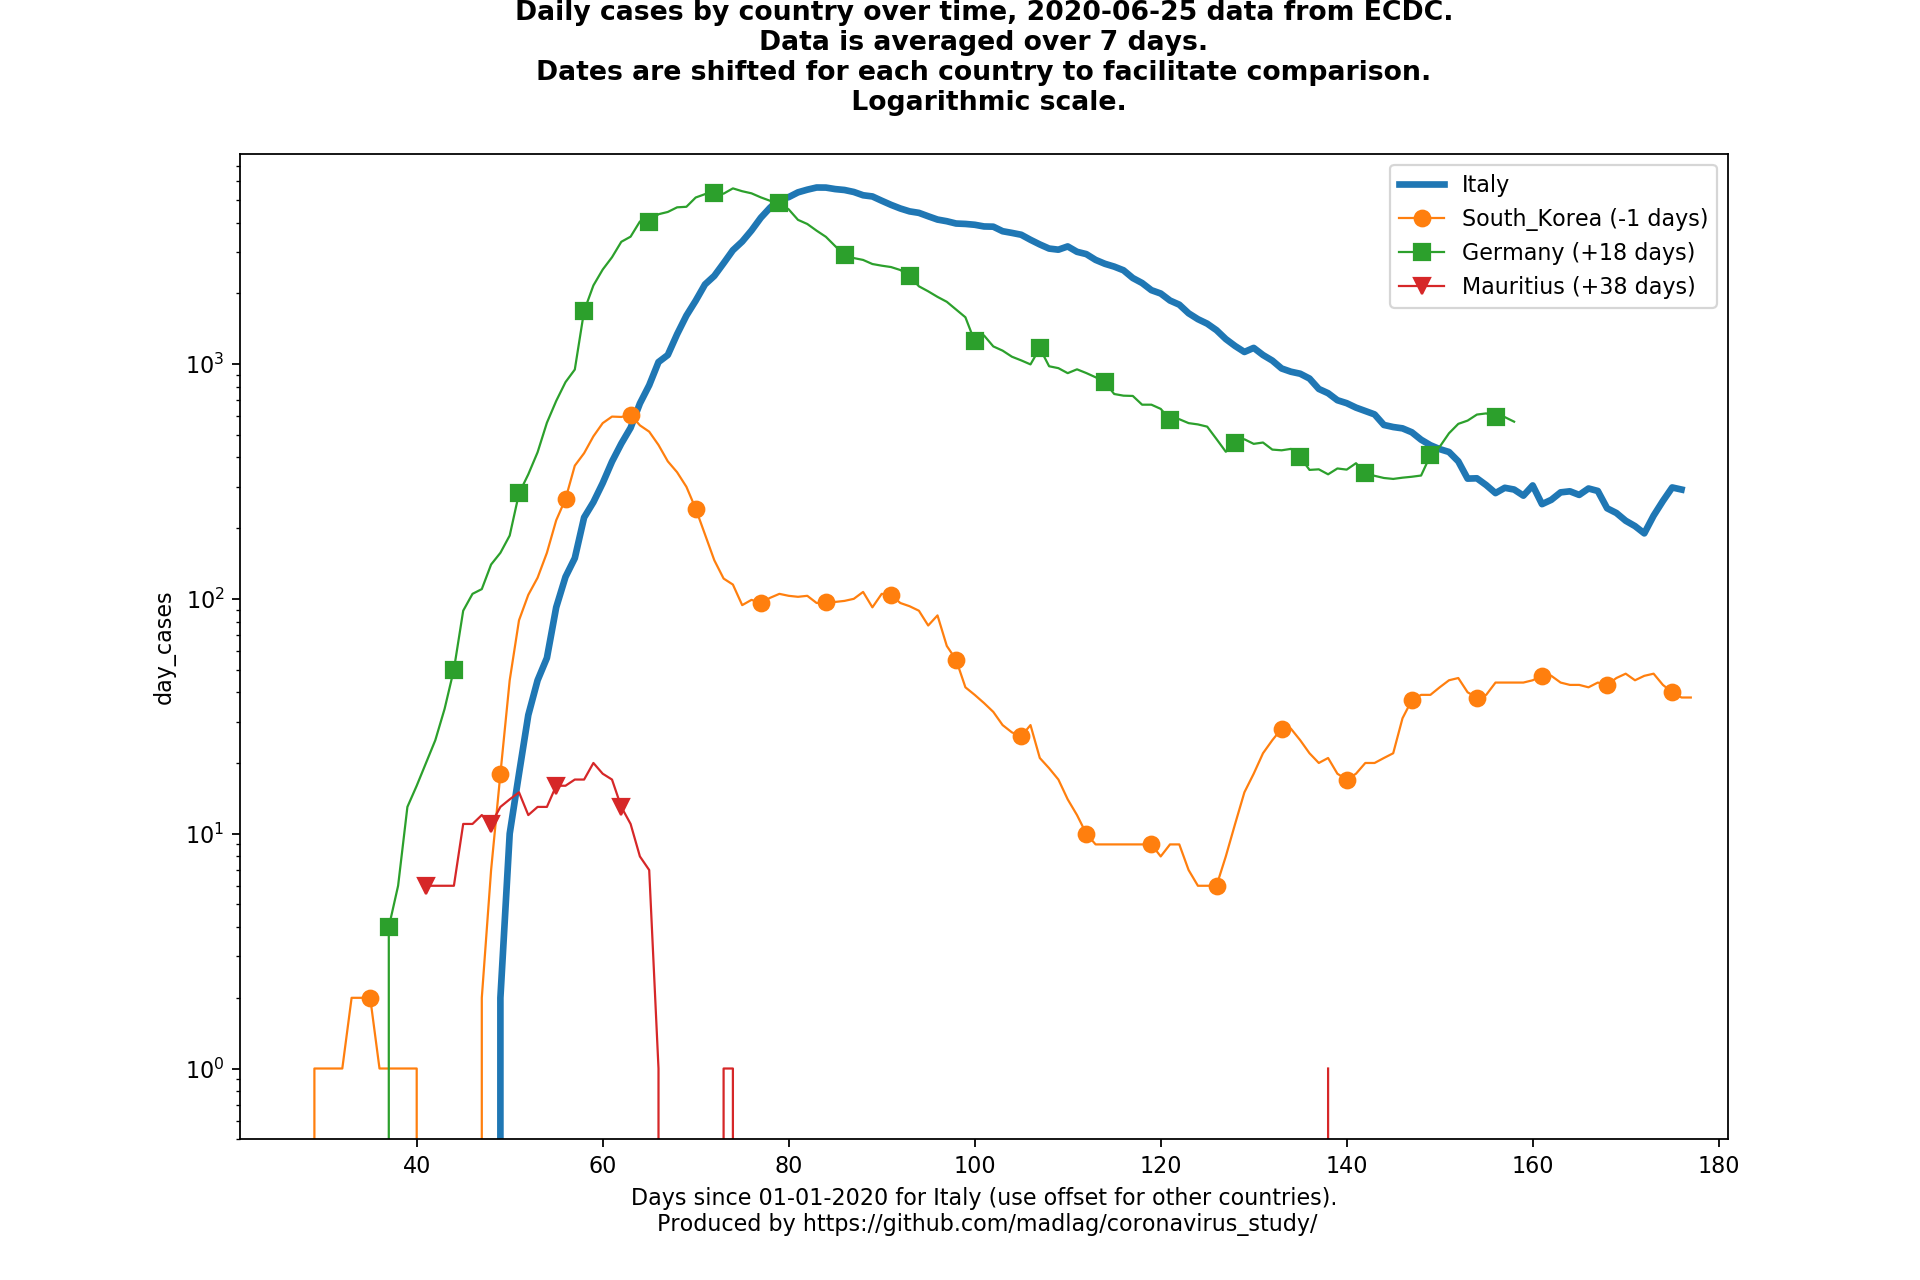 Daily cases by country over time, 2020-06-25 data from ECDC.
Data is averaged over 7 days.
Dates are shifted for each country to facilitate comparison.
Logarithmic scale.
Italy
South_Korea (-1 days)
Germany (+18 days)
Mauritius (+38 days)
10³
10²
10¹
10⁰
day_cases
40 60 80 100 120 140 160 180
Days since 01-01-2020 for Italy (use offset for other countries).
Produced by https://github.com/madlag/coronavirus_study/